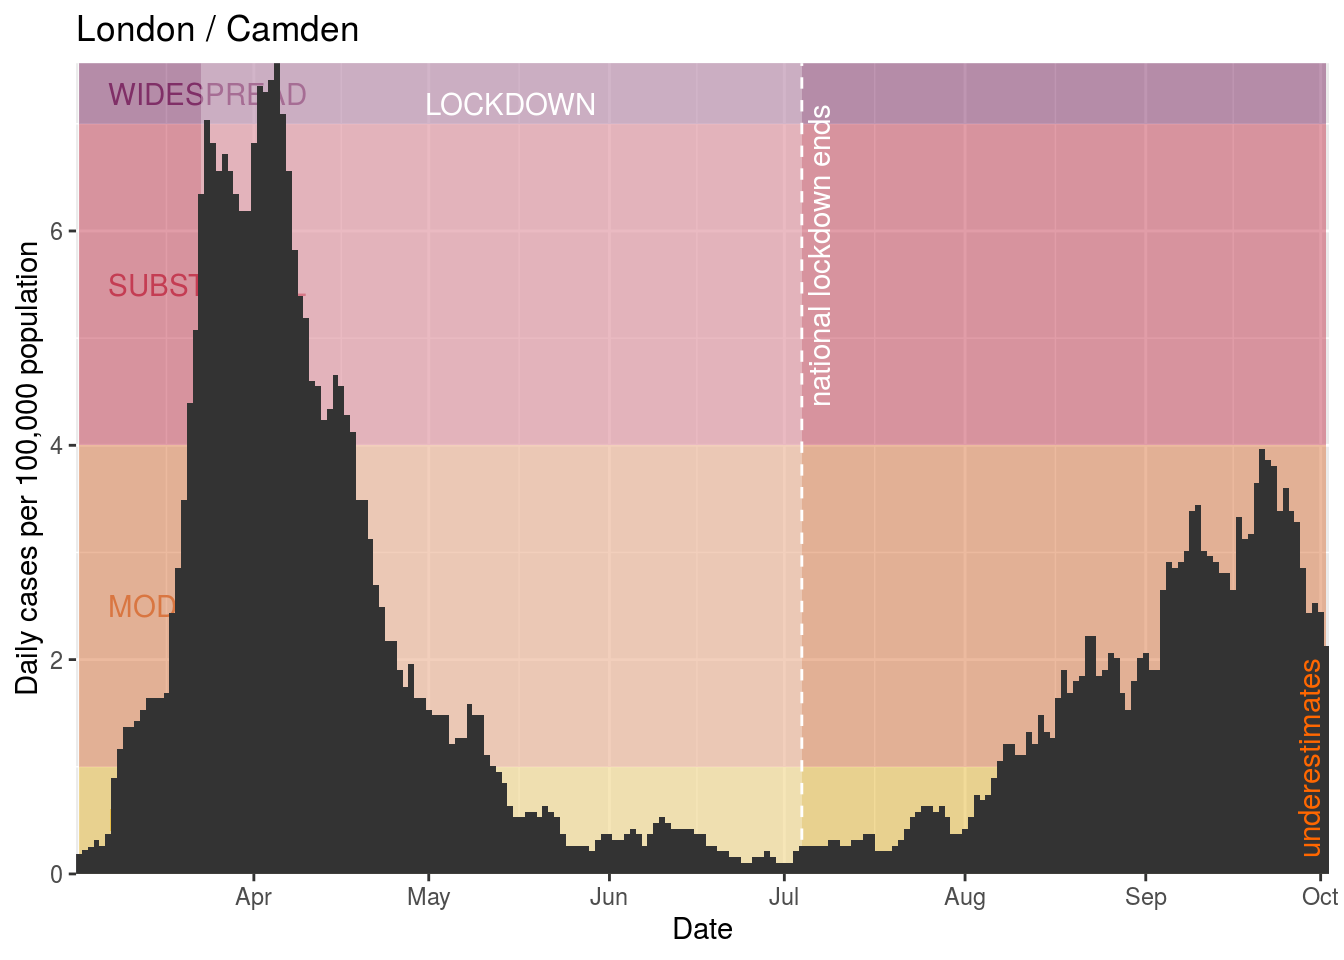 London / Camden
WIDESPREAD
LOCKDOWN
national lockdown ends
SUBST
MOD
underestimates
Daily cases per 100,000 population
6
4
2
0
Apr
May
Jun
Jul
Aug
Sep
Oct
Date